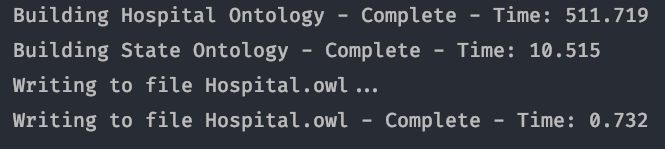 Building Hospital Ontology - Complete - Time: 511.719
Building State Ontology - Complete - Time: 10.515
Writing to file Hospital.owl...
Writing to file Hospital.owl - Complete - Time: 0.732